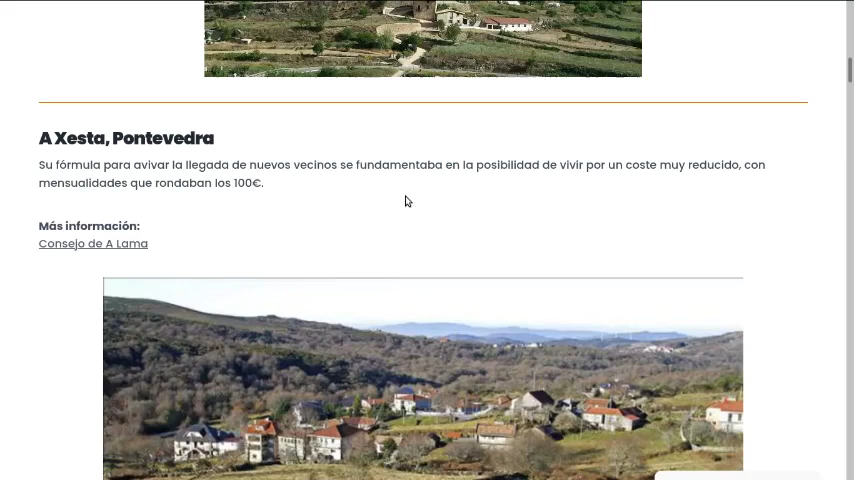 A Xesta, Pontevedra
Su fórmula para avivar la llegada de nuevos vecinos se fundamentaba en la posibilidad de vivir por un coste muy reducido, con
mensualidades que rondaban los 100€.
Más información:
Consejo de A Lama